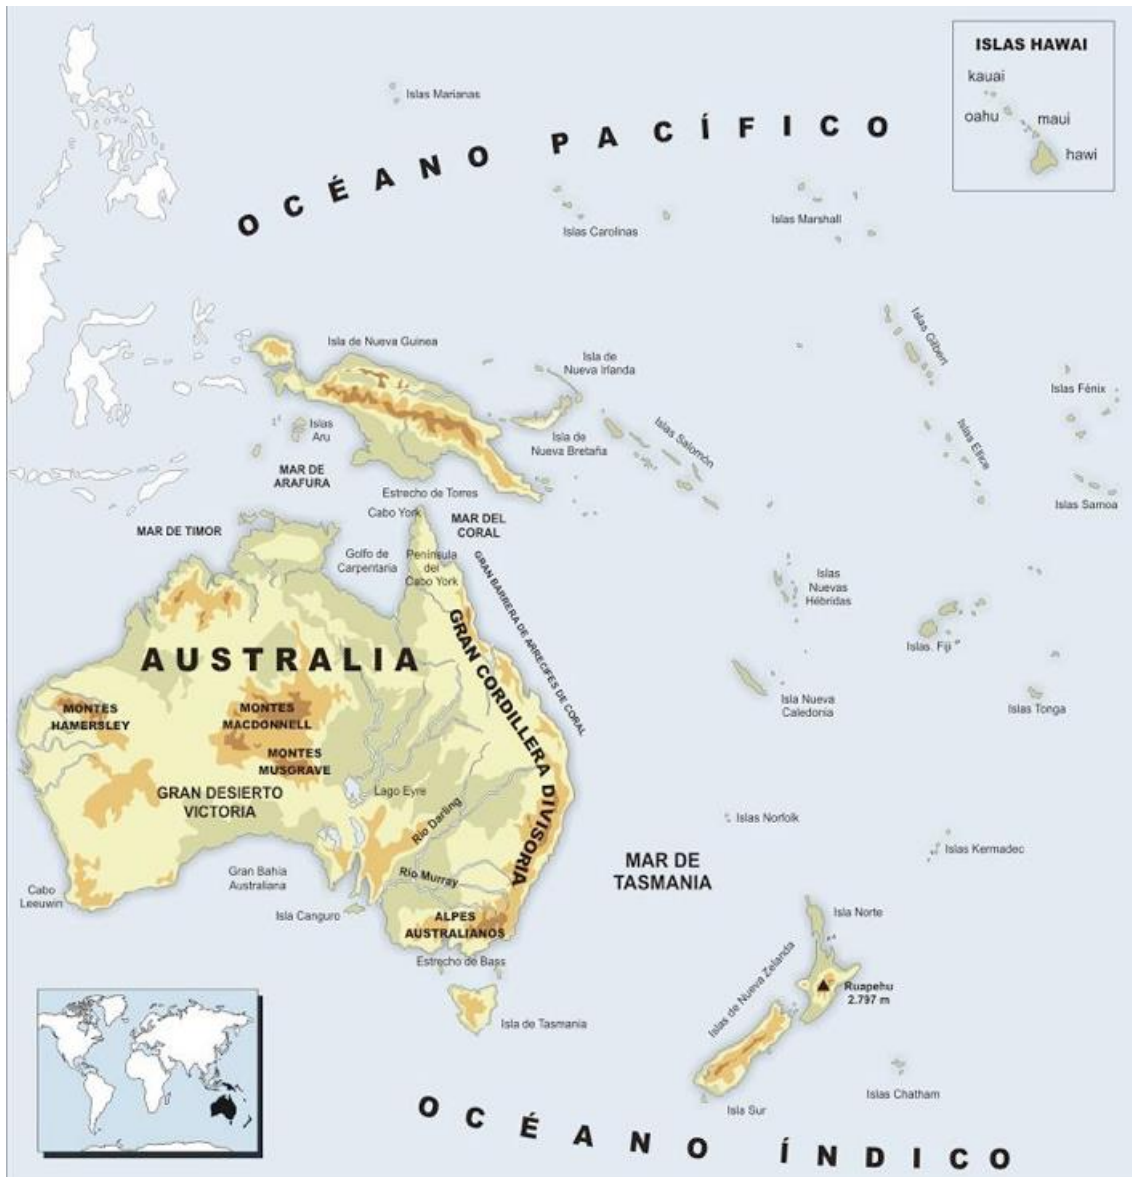 ISLAS HAWAI
kauai
oahu
maui
hawi
Islas Marianas
OCÉANO PACÍFICO
Islas Carolinas
Islas Marshall
Isla de Nueva Guinea
Isla de
Nueva Irlanda
Islas Gilbert
Islas Fénix
Islas
Aru
Isla de
Nueva Bretaña
Islas Salomón
Islas Ellice
MAR DE
ARAFURA
Estrecho de Torres
Cabo York
Islas Samoa
MAR DE TIMOR
MAR DEL
CORAL
Golfo de
Carpentaria
Península
del
Cabo York
GRAN BARRERA DE ARRECIFES DE CORAL
Islas
Nuevas
Hébridas
AUSTRALIA
GRAN CORDILLERA DIVISORIA
Islas. Fiji
MONTES
HAMERSLEY
MONTES
MACDONNELL
MONTES
MUSGRAVE
Isla Nueva
Caledonia
Islas Tonga
GRAN DESIERTO
VICTORIA
Lago Eyre
Río Darling
Islas Norfolk
Islas Kermadec
MAR DE
TASMANIA
Gran Bahía
Australiana
Río Murray
Cabo
Leeuwin
Isla Canguro
ALPES
AUSTRALIANOS
Isla Norte
Estrecho de Bass
Islas de Nueva Zelanda
Ruapehu
2.797 m
Isla de Tasmania
Islas Chatham
Isla Sur
OCÉANO ÍNDICO